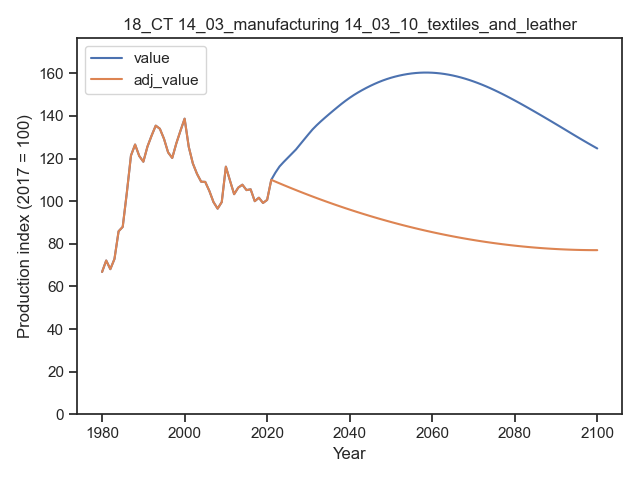 18_CT 14_03_manufacturing 14_03_10_textiles_and_leather
value
adj_value
Production index (2017 = 100)
160
140
120
100
80
60
40
20
0
1980 2000 2020 2040 2060 2080 2100
Year